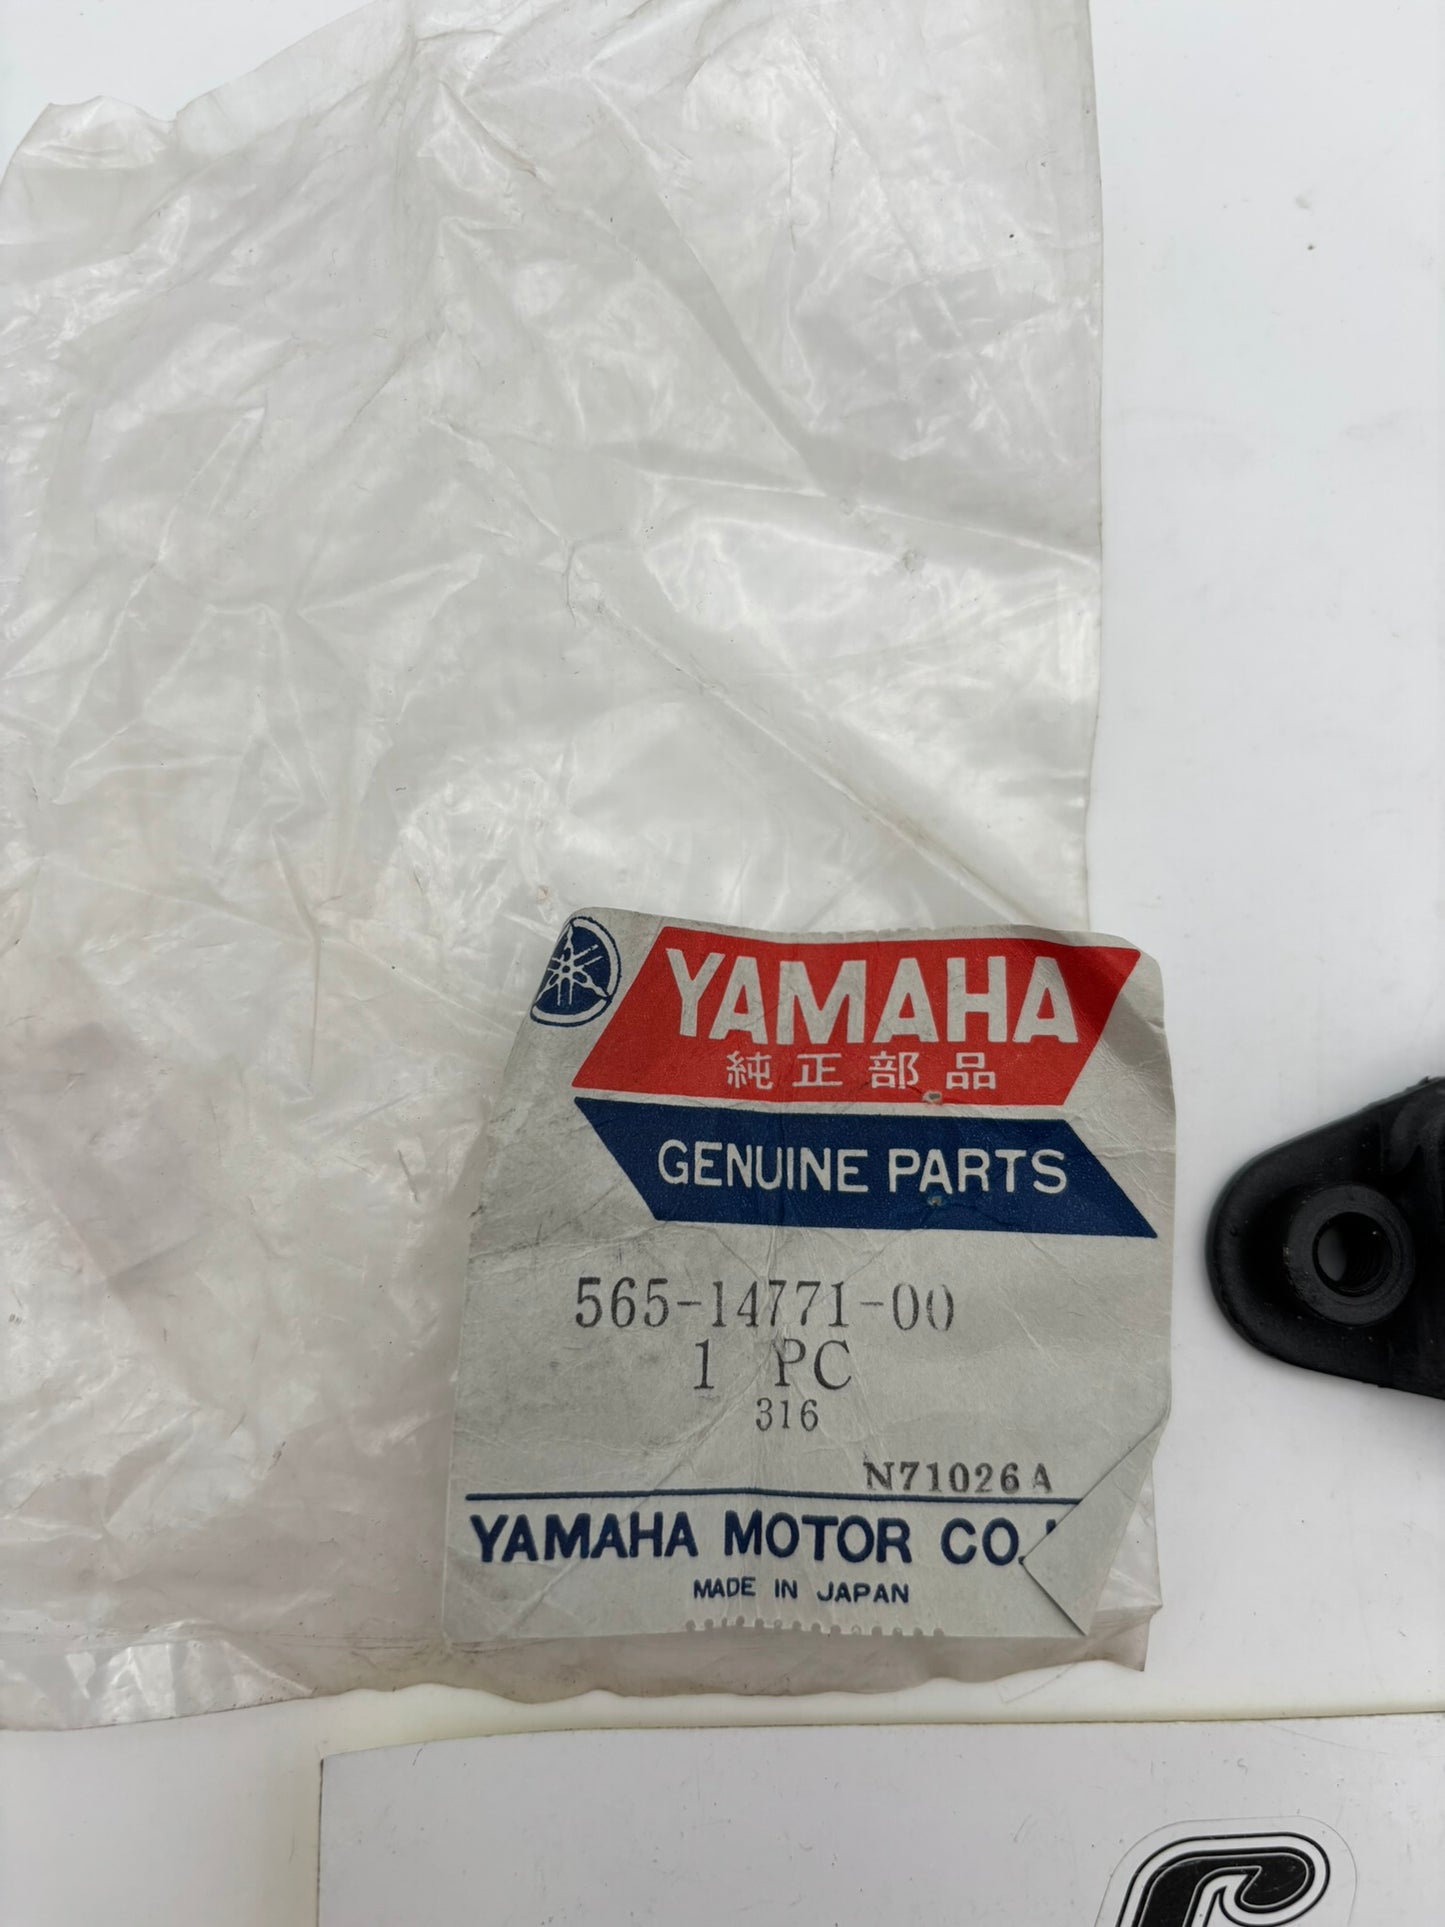 YAMAHA
純正部品
GENUINE PARTS
565-14771-00
1 PC
316
N71026A
YAMAHA MOTOR CO.
MADE IN JAPAN